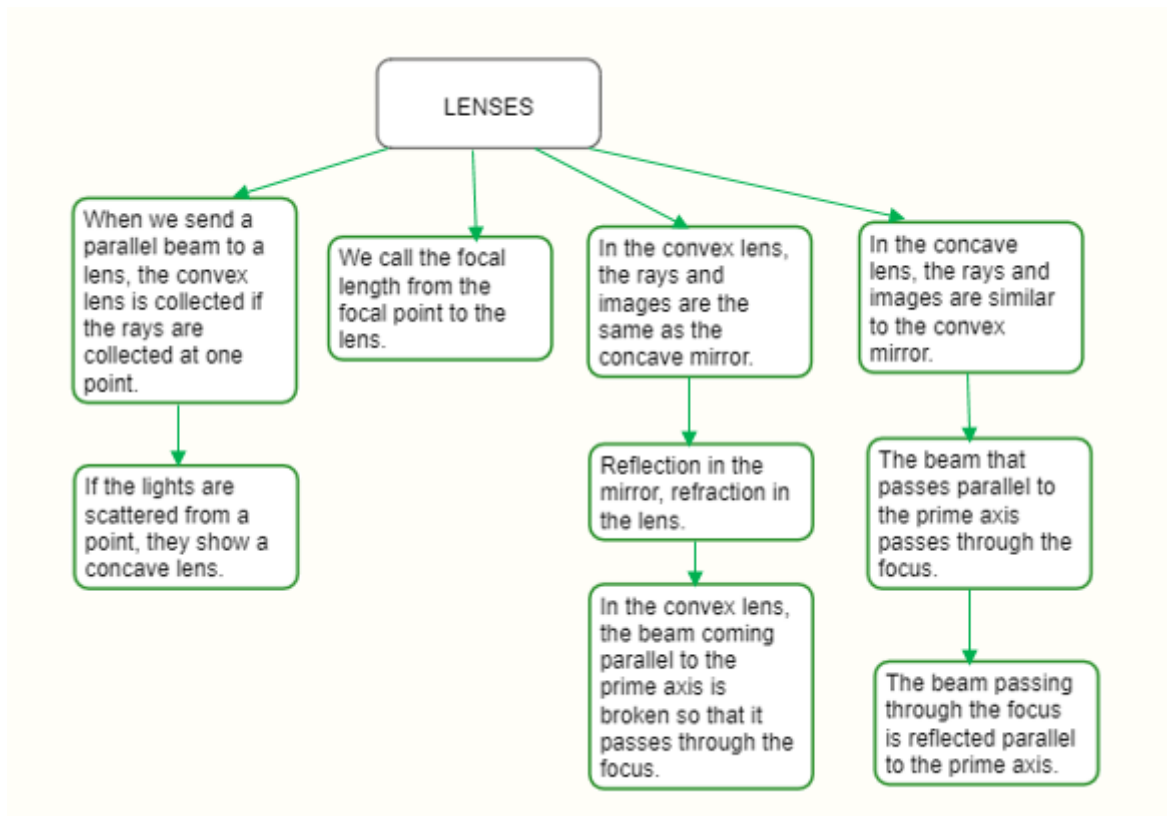 LENSES
When we send a
parallel beam to a
lens, the convex
lens is collected if
the rays are
collected at one
point.
If the lights are
scattered from a
point, they show a
concave lens.
We call the focal
length from the
focal point to the
lens.
In the convex lens,
the rays and
images are the
same as the
concave mirror.
Reflection in the
mirror, refraction in
the lens.
In the convex lens,
the beam coming
parallel to the
prime axis is
broken so that it
passes through the
focus.
In the concave
lens, the rays and
images are similar
to the convex
mirror.
The beam that
passes parallel to
the prime axis
passes through the
focus.
The beam passing
through the focus
is reflected parallel
to the prime axis.